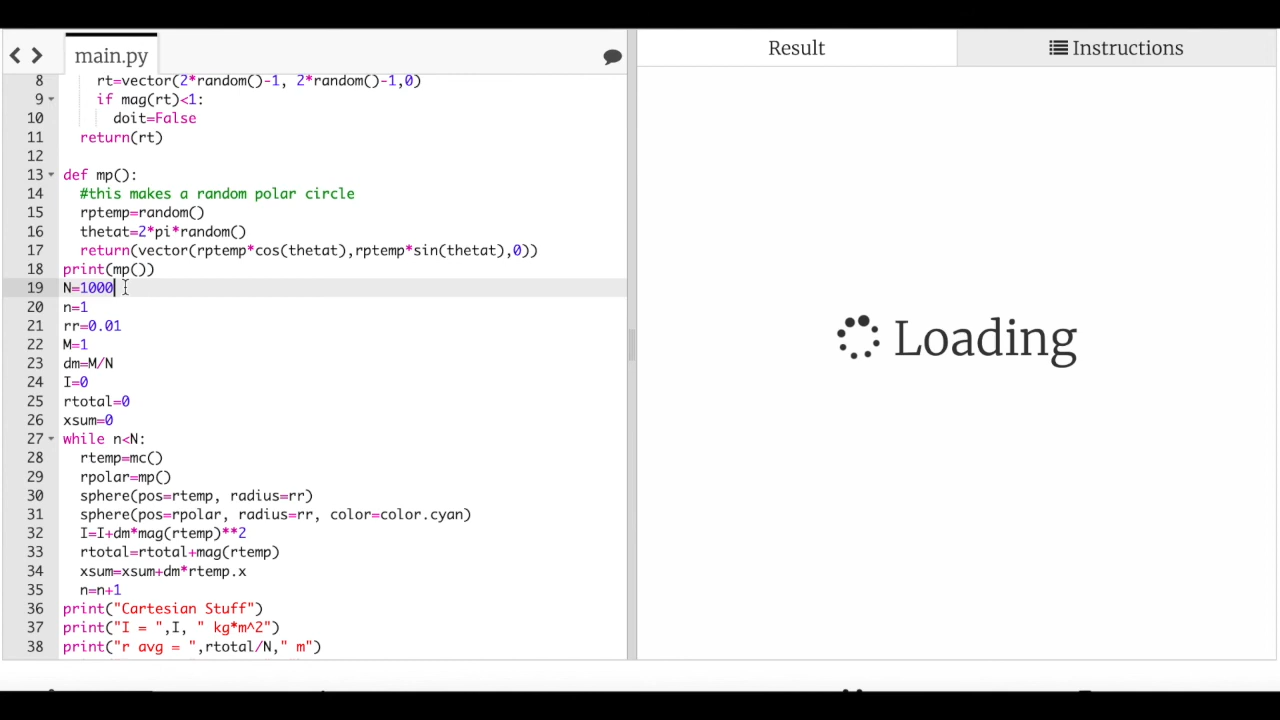 main.py
Result
Instructions
8 rt=vector(2*random()-1, 2*random()-1,0)
9 if mag(rt)<1:
10 doit=False
11 return(rt)
12
13 def mp():
14 #this makes a random polar circle
15 rptemp=random()
16 thetat=2*pi*random()
17 return(vector(rptemp*cos(thetat),rptemp*sin(thetat),0))
18 print(mp())
19 N=1000
20 n=1
21 rr=0.01
22 M=1
23 dm=M/N
24 I=0
25 rtotal=0
26 xsum=0
27 while n<N:
28 rtemp=mc()
29 rpolar=mp()
30 sphere(pos=rtemp, radius=rr)
31 sphere(pos=rpolar, radius=rr, color=color.cyan)
32 I=I+dm*mag(rtemp)**2
33 rtotal=rtotal+mag(rtemp)
34 xsum=xsum+dm*rtemp.x
35 n=n+1
36 print("Cartesian Stuff")
37 print("I = ",I, " kg*m^2")
38 print("r avg = ",rtotal/N," m")
Loading